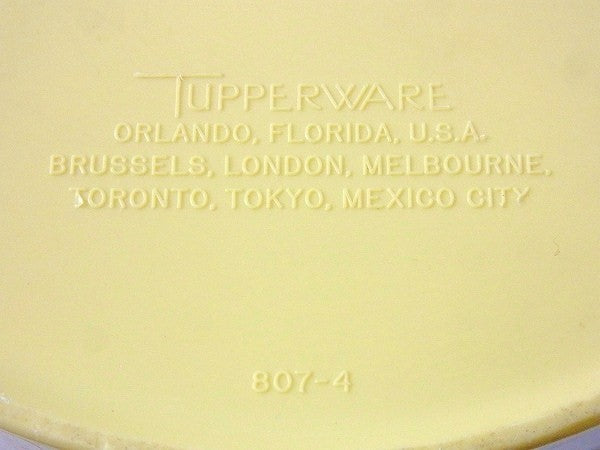 TUPPERWARE
ORLANDO, FLORIDA, U.S.A.
BRUSSELS, LONDON, MELBOURNE,
TORONTO, TOKYO, MEXICO CITY
807-4